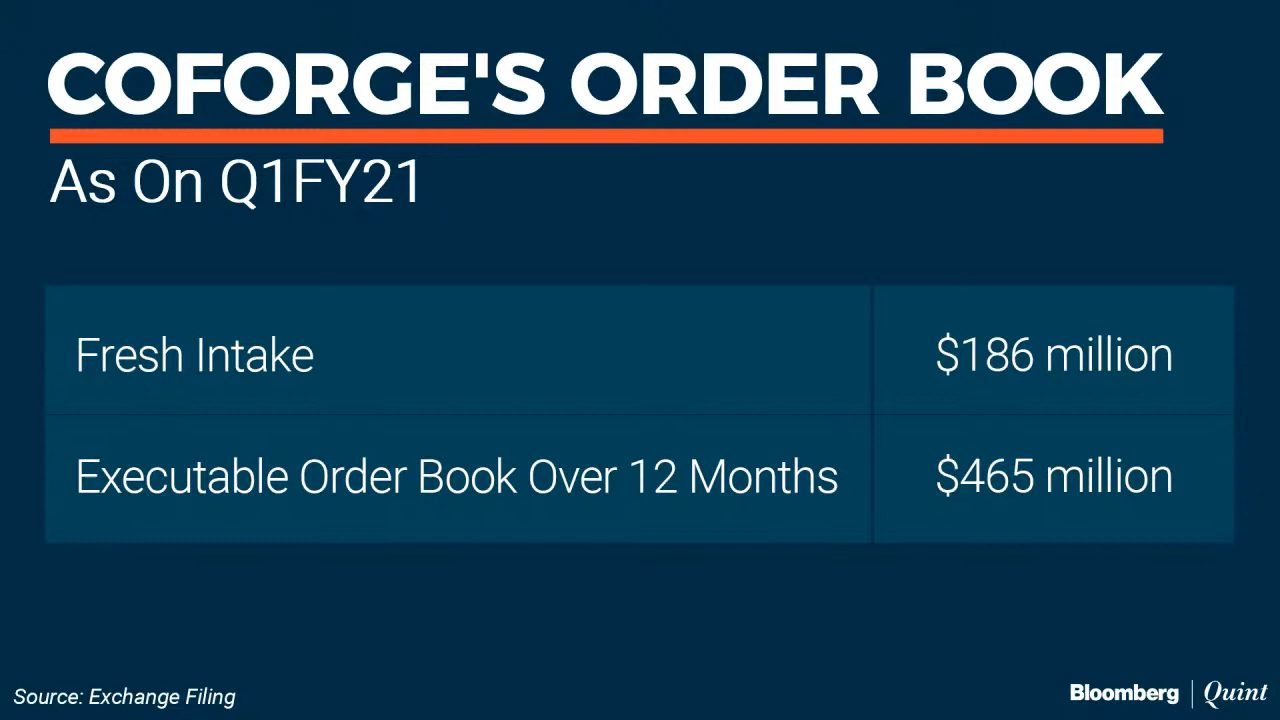 COFORGE'S ORDER BOOK
As On Q1FY21
Fresh Intake $186 million
Executable Order Book Over 12 Months $465 million
Source: Exchange Filing
Bloomberg | Quint